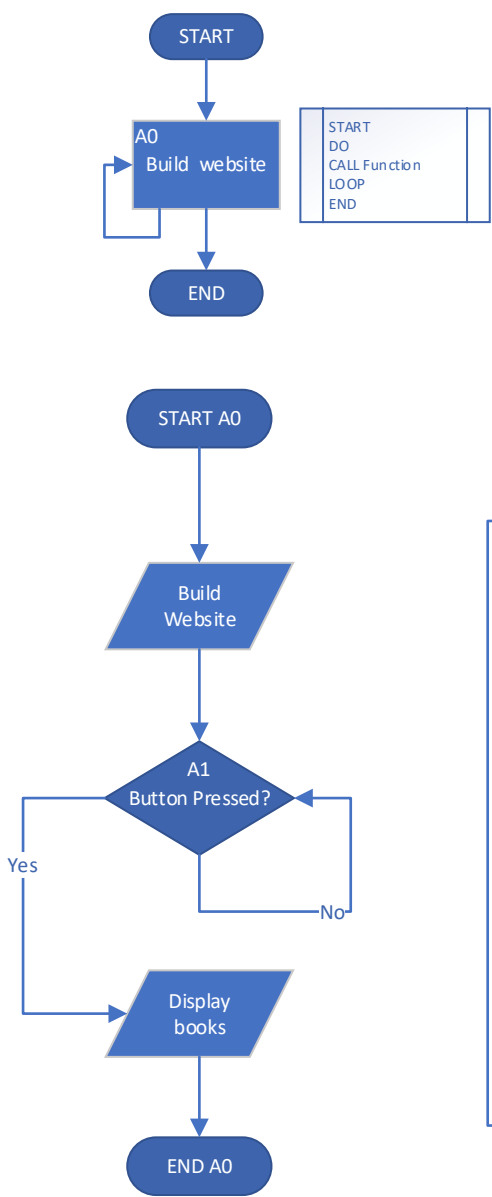 START
A0
Build website
START
DO
CALL Function
LOOP
END
END
START A0
Build
Website
A1
Button Pressed?
Yes
No
Display
books
END A0